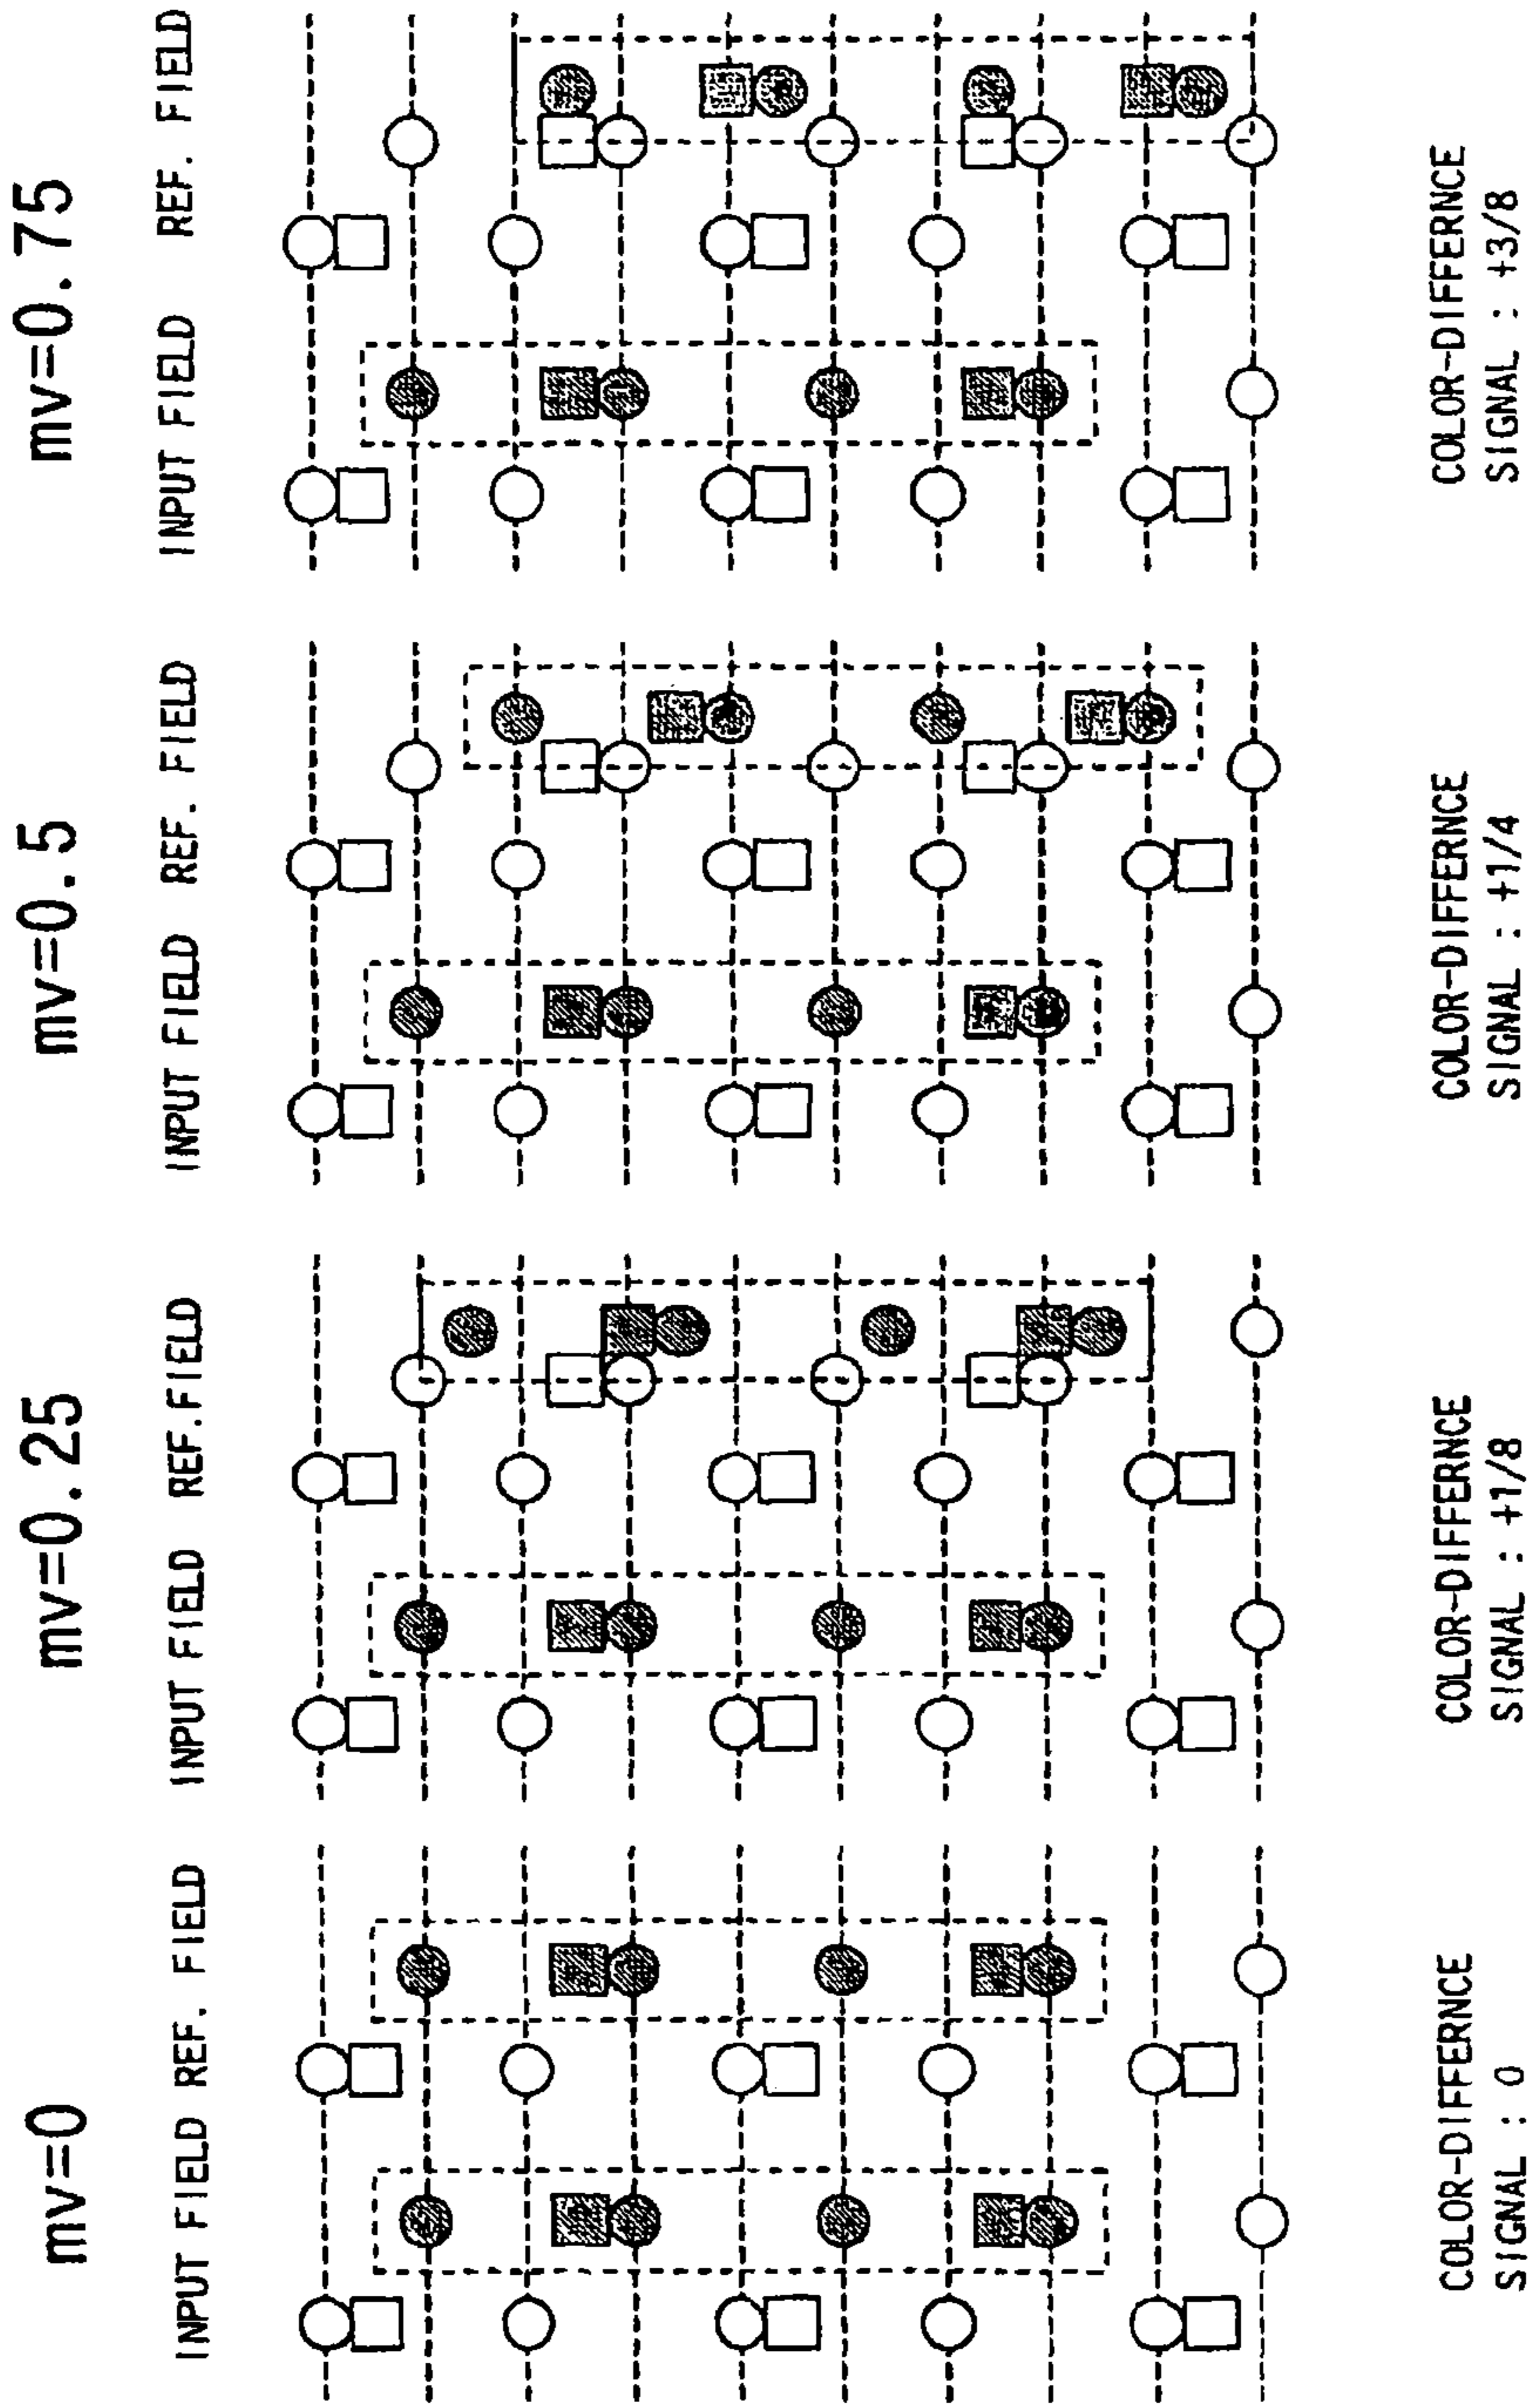 mv=0
INPUT FIELD REF. FIELD
COLOR-DIFFERNCE
SIGNAL : 0
mv=0.25
INPUT FIELD REF.FIELD
COLOR-DIFFERNCE
SIGNAL : +1/8
mv=0.5
INPUT FIELD REF. FIELD
COLOR-DIFFERNCE
SIGNAL : +1/4
mv=0.75
INPUT FIELD REF. FIELD
COLOR-DIFFERNCE
SIGNAL : +3/8